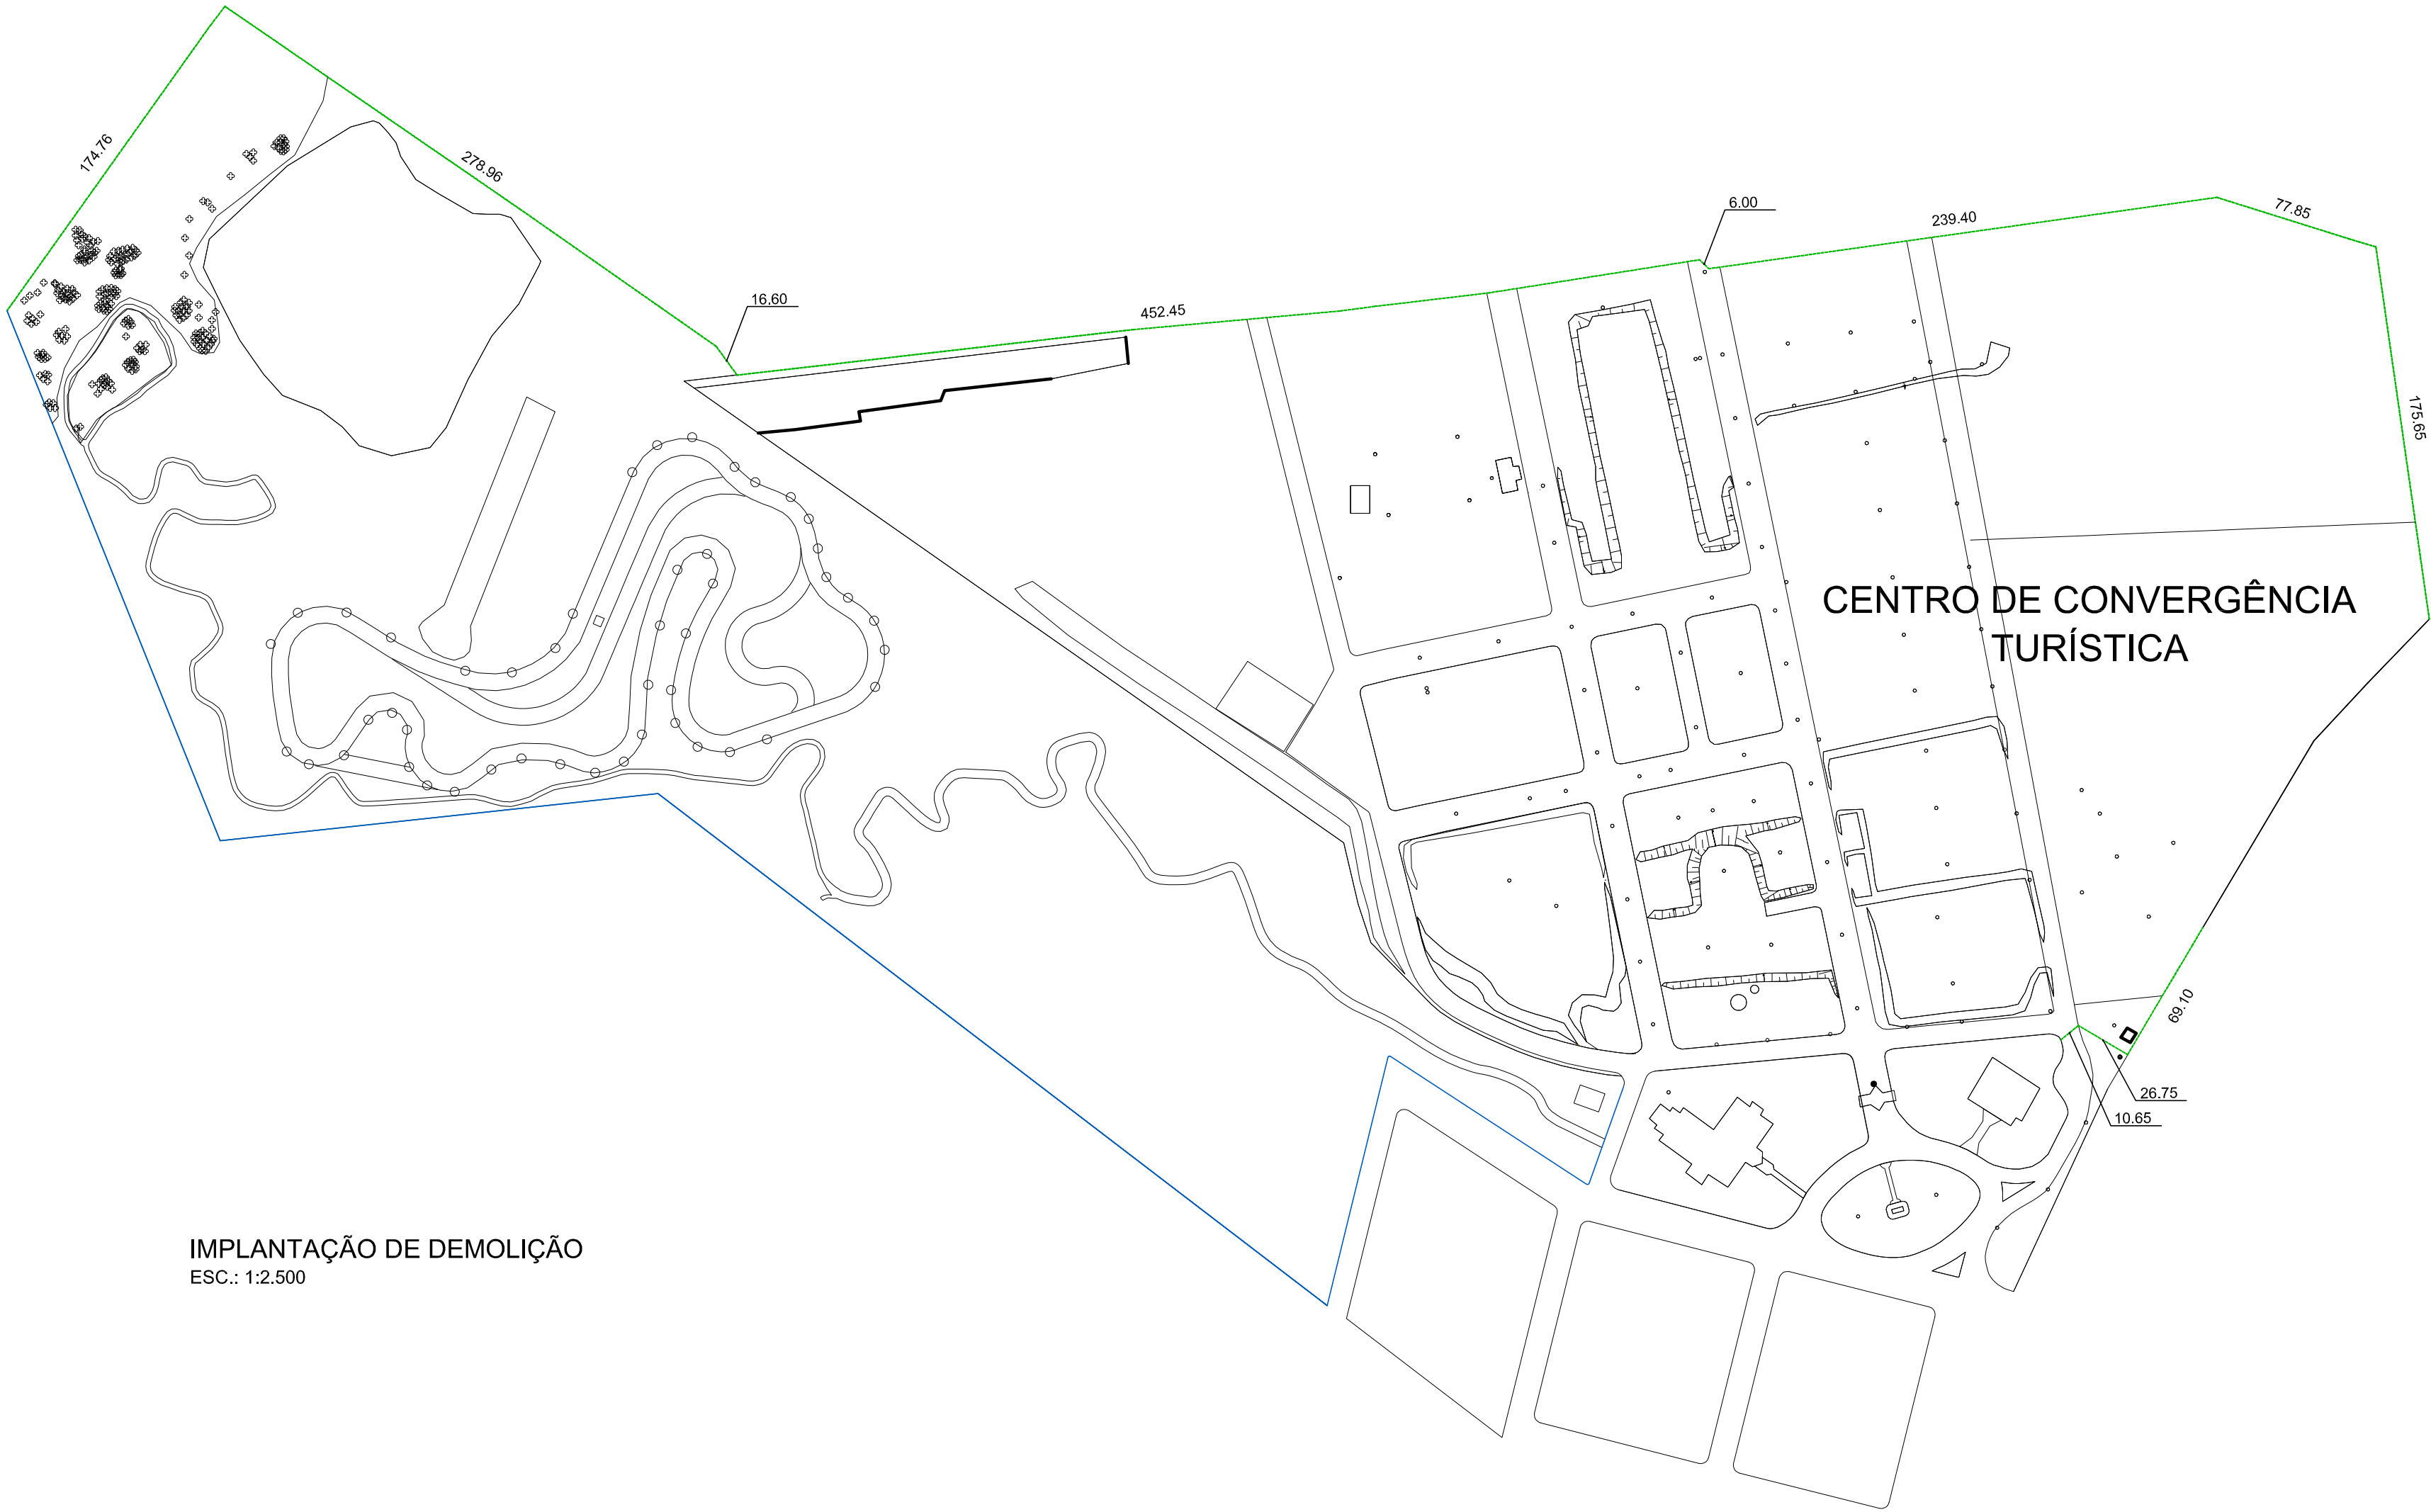 174.76
278.96
16.60
452.45
6.00
239.40
77.85
175.65
CENTRO DE CONVERGÊNCIA
TURÍSTICA
69.10
26.75
10.65
IMPLANTAÇÃO DE DEMOLIÇÃO
ESC.: 1:2.500